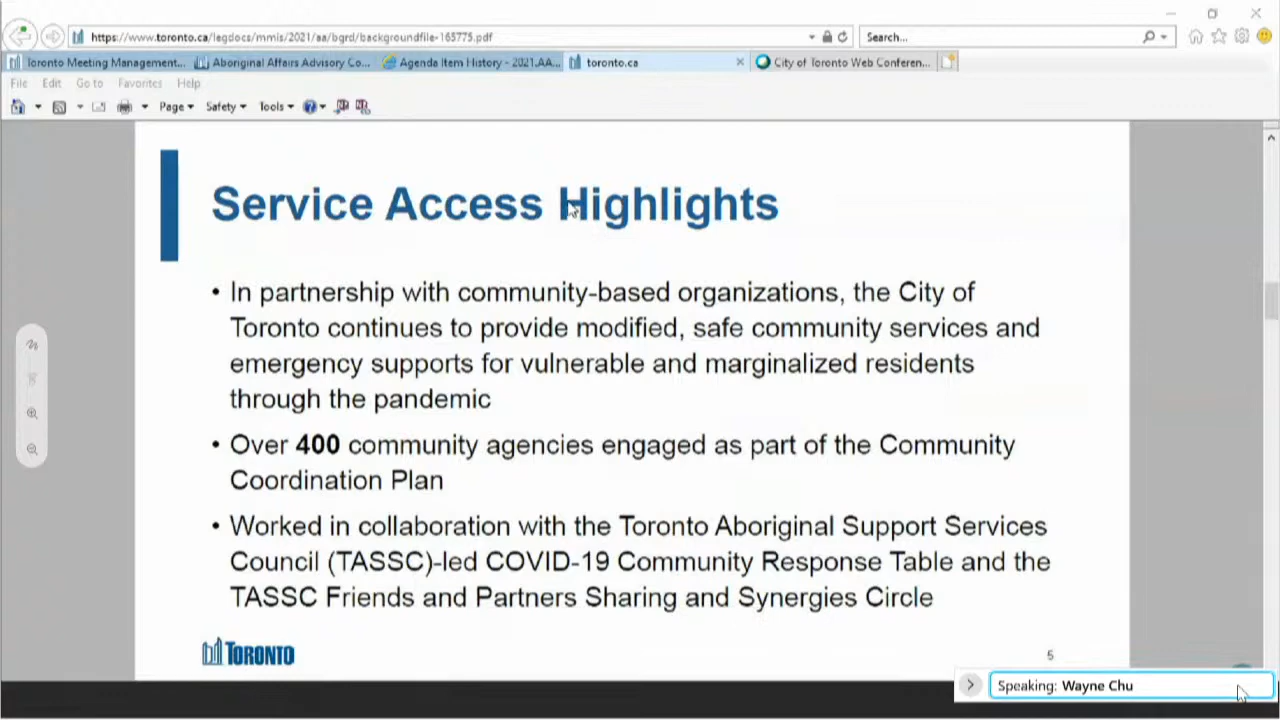 https://www.toronto.ca/legdocs/mmis/2021/aa/bgrd/backgroundfile-165775.pdf
Search...
Toronto Meeting Management...
Aboriginal Affairs Advisory Co...
Agenda Item History - 2021.AA...
toronto.ca
City of Toronto Web Conferen...
File Edit Go to Favorites Help
Page Safety Tools
Service Access Highlights
• In partnership with community-based organizations, the City of
Toronto continues to provide modified, safe community services and
emergency supports for vulnerable and marginalized residents
through the pandemic
• Over 400 community agencies engaged as part of the Community
Coordination Plan
• Worked in collaboration with the Toronto Aboriginal Support Services
Council (TASSC)-led COVID-19 Community Response Table and the
TASSC Friends and Partners Sharing and Synergies Circle
TORONTO
5
Speaking: Wayne Chu